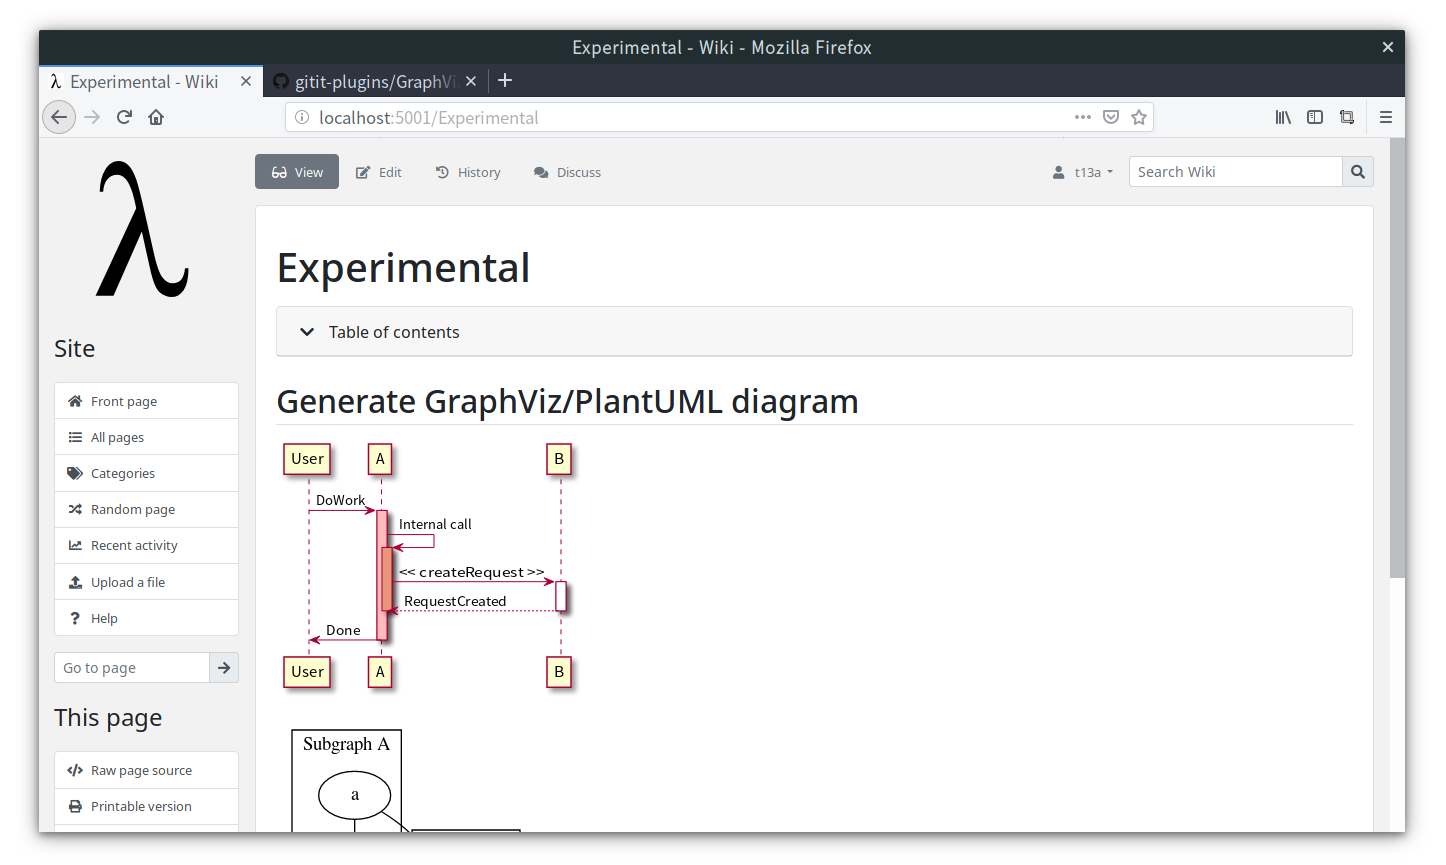 Experimental - Wiki - Mozilla Firefox
λ Experimental - Wiki
gitit-plugins/GraphVi
localhost:5001/Experimental
λ
View
Edit
History
Discuss
t13a
Search Wiki
Site
Front page
All pages
Categories
Random page
Recent activity
Upload a file
Help
Go to page
This page
Raw page source
Printable version
Experimental
Table of contents
Generate GraphViz/PlantUML diagram
User A B
DoWork
Internal call
<< createRequest >>
RequestCreated
Done
User A B
Subgraph A
a